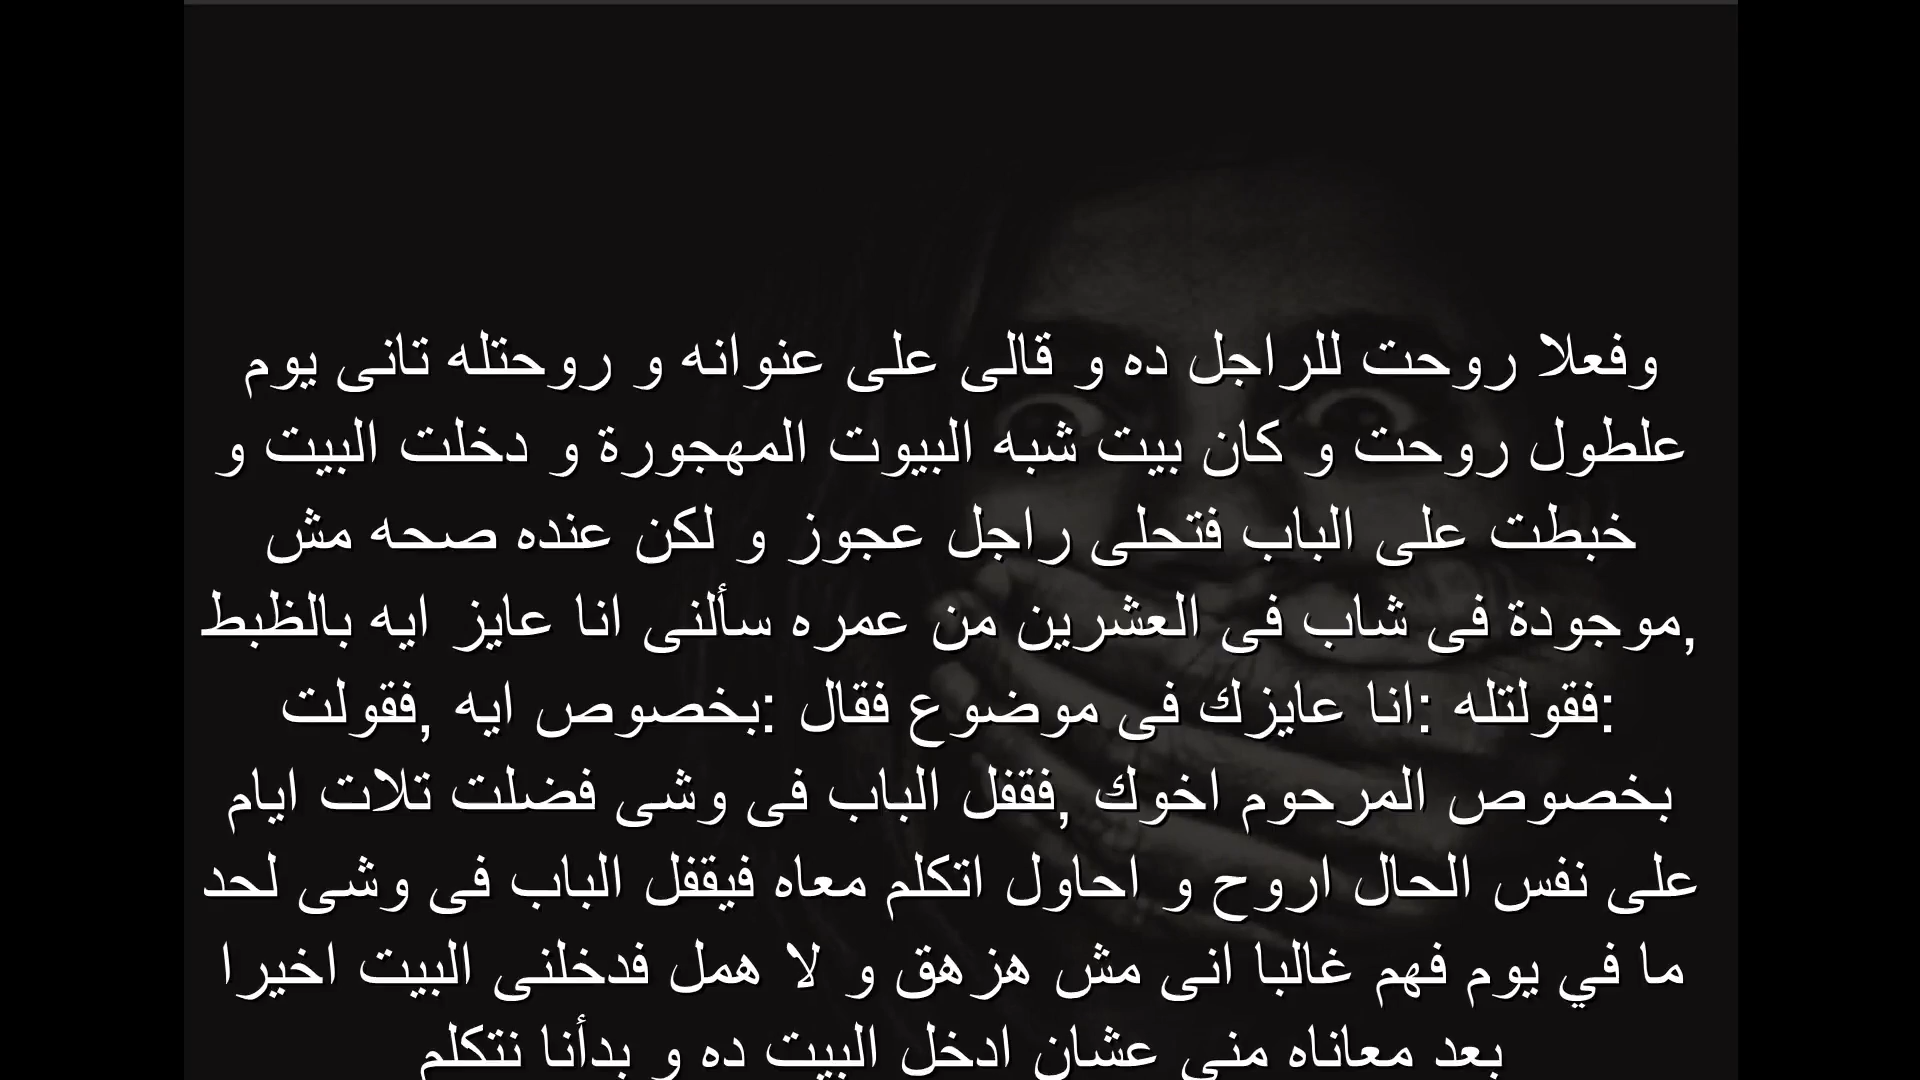 وفعلا روحت للراجل ده و قالى على عنوانه و روحتله تانى يوم
علطول روحت و كان بيت شبه البيوت المهجورة و دخلت البيت و
خبطت على الباب فتحلى راجل عجوز و لكن عنده صحه مش
موجودة فى شاب فى العشرين من عمره سألنى انا عايز ايه بالظبط,
فقولتله :انا عايزك فى موضوع فقال :بخصوص ايه ,فقولت:
بخصوص المرحوم اخوك ,فقفل الباب فى وشى فضلت تلات ايام
على نفس الحال اروح و احاول اتكلم معاه فيقفل الباب فى وشى لحد
ما في يوم فهم غالبا انى مش هزهق و لا همل فدخلنى البيت اخيرا
بعد معاناه مني عشان ادخل البيت ده و بدأنا نتكلم